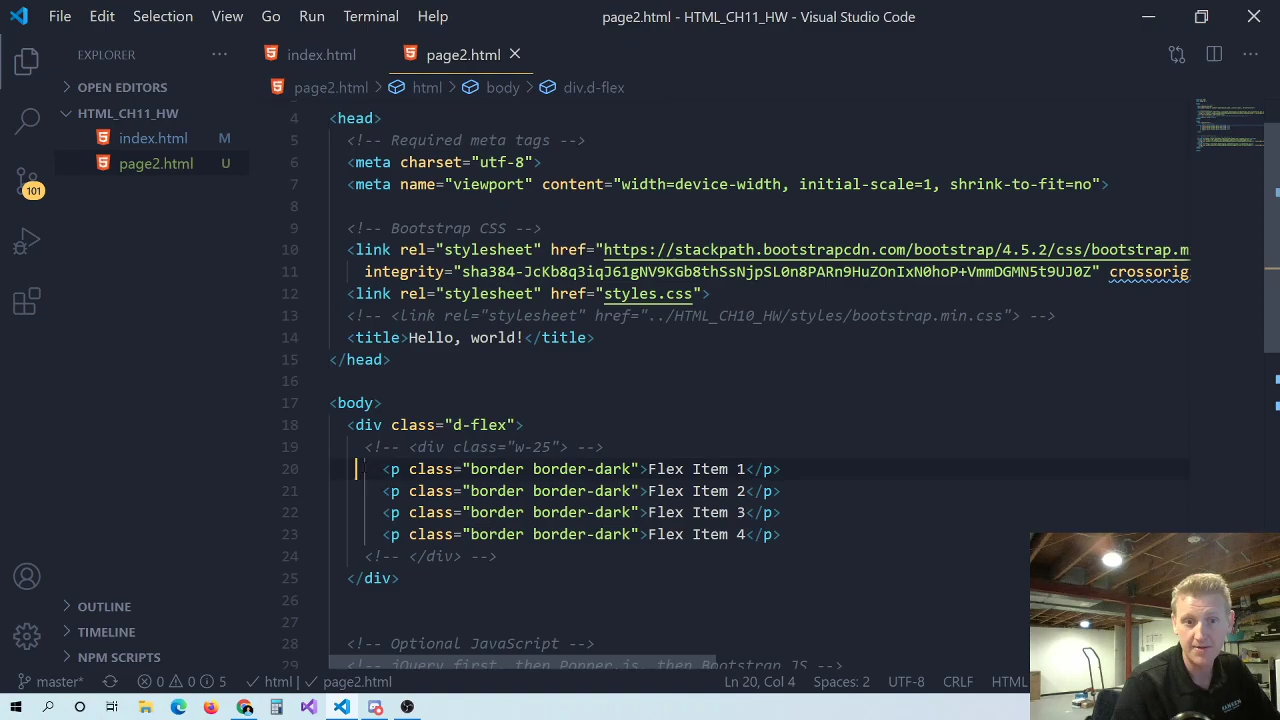 File Edit Selection View Go Run Terminal Help
page2.html - HTML_CH11_HW - Visual Studio Code
EXPLORER
index.html
page2.html
OPEN EDITORS
page2.html > html > body > div.d-flex
HTML_CH11_HW
index.html M
page2.html U
101
4 <head>
5 <!-- Required meta tags -->
6 <meta charset="utf-8">
7 <meta name="viewport" content="width=device-width, initial-scale=1, shrink-to-fit=no">
8
9 <!-- Bootstrap CSS -->
10 <link rel="stylesheet" href="https://stackpath.bootstrapcdn.com/bootstrap/4.5.2/css/bootstrap.m
11 integrity="sha384-JcKb8q3iqJ61gNV9KGb8thSsNjpSL0n8PARn9HuZOnIxN0hoP+VmmDGMN5t9UJ0Z" crossorig
12 <link rel="stylesheet" href="styles.css">
13 <!-- <link rel="stylesheet" href="../HTML_CH10_HW/styles/bootstrap.min.css"> -->
14 <title>Hello, world!</title>
15 </head>
16
17 <body>
18 <div class="d-flex">
19 <!-- <div class="w-25"> -->
20 <p class="border border-dark">Flex Item 1</p>
21 <p class="border border-dark">Flex Item 2</p>
22 <p class="border border-dark">Flex Item 3</p>
23 <p class="border border-dark">Flex Item 4</p>
24 <!-- </div> -->
25 </div>
26
27
28 <!-- Optional JavaScript -->
29 <!-- jQuery first, then Popper.js, then Bootstrap JS -->
OUTLINE
TIMELINE
NPM SCRIPTS
master* 0 0 5 html | page2.html Ln 20, Col 4 Spaces: 2 UTF-8 CRLF HTML